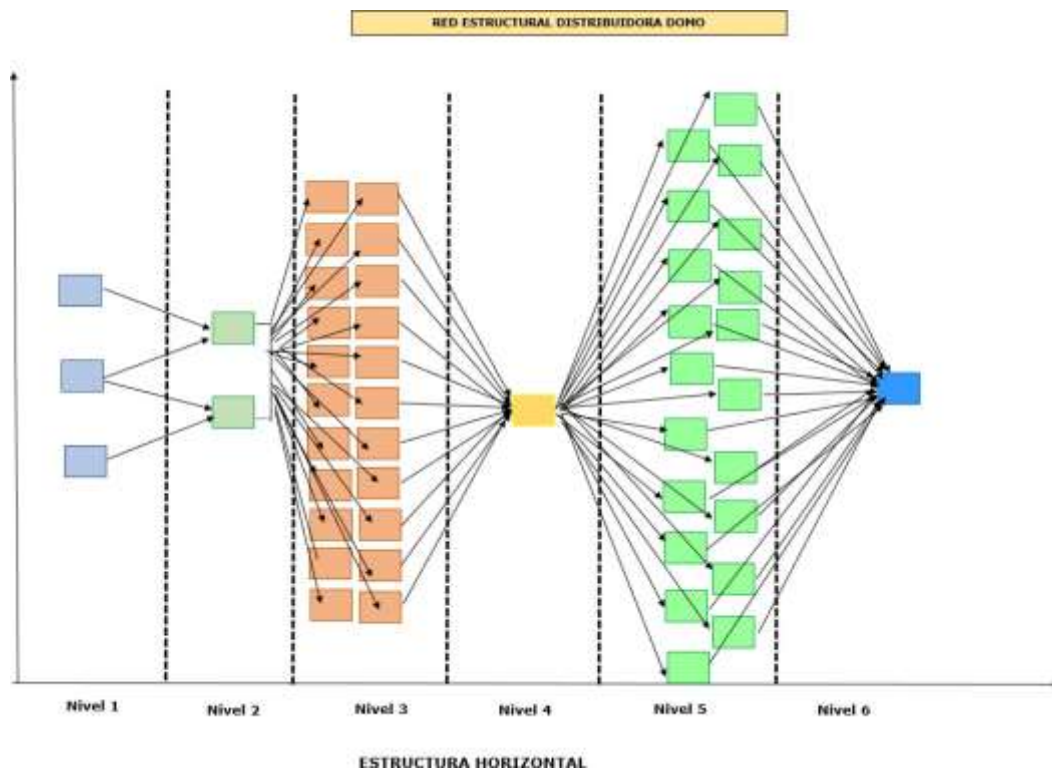 RED ESTRUCTURAL DISTRIBUIDORA DOMO
Nivel 1
Nivel 2
Nivel 3
Nivel 4
Nivel 5
Nivel 6
ESTRUCTURA HORIZONTAL